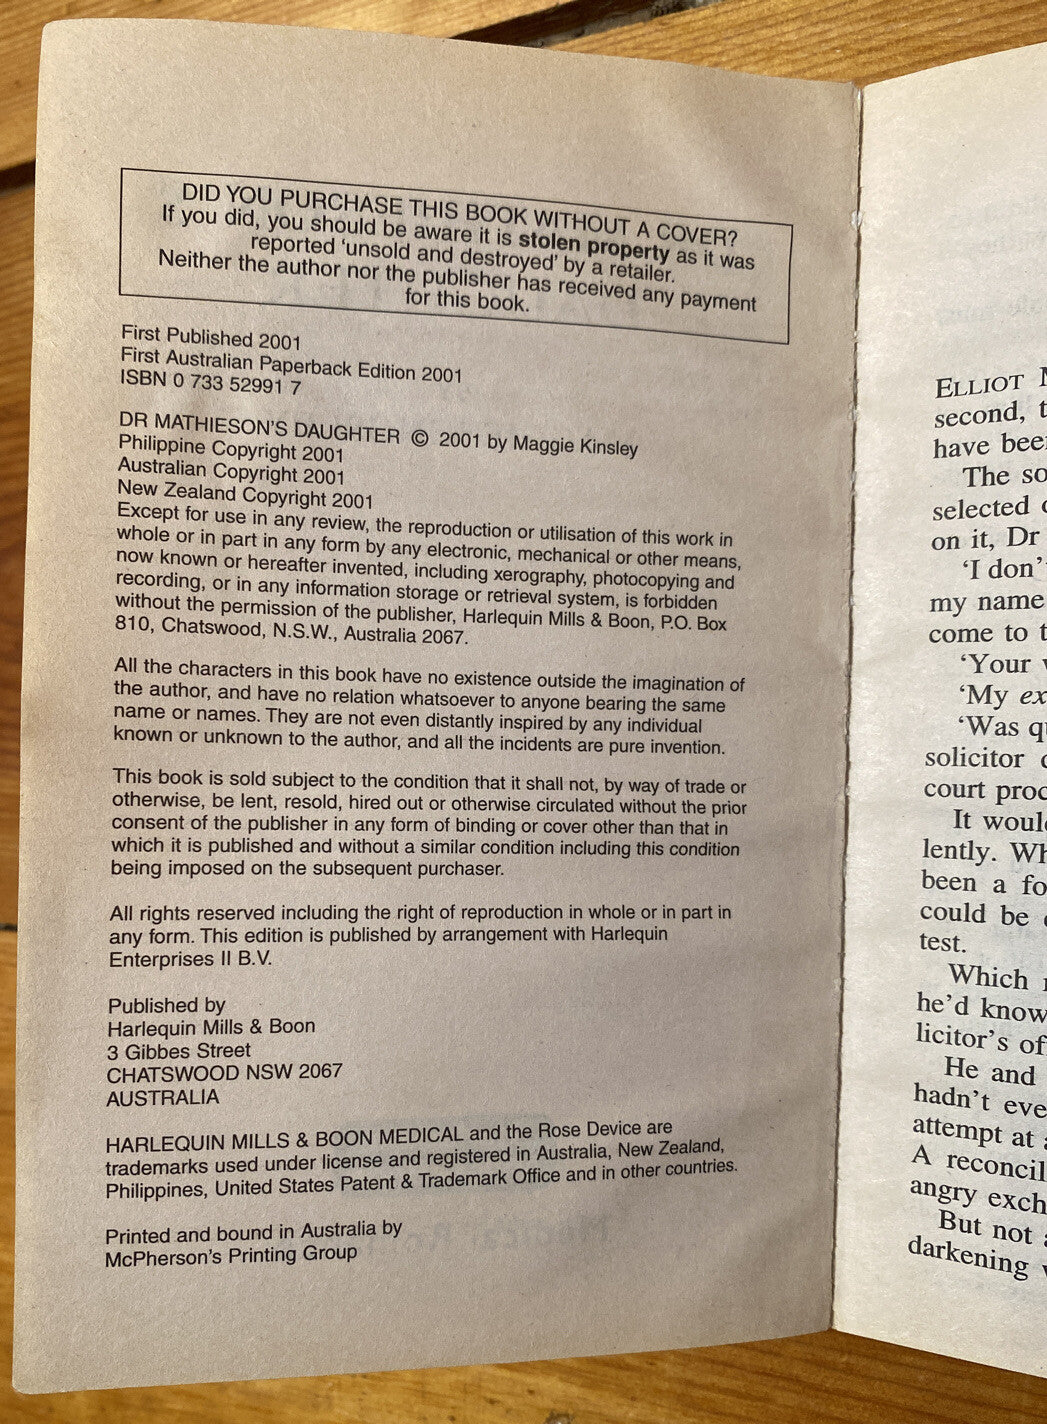 DID YOU PURCHASE THIS BOOK WITHOUT A COVER?
If you did, you should be aware it is stolen property as it was
reported ‘unsold and destroyed’ by a retailer.
Neither the author nor the publisher has received any payment
for this book.
First Published 2001
First Australian Paperback Edition 2001
ISBN 0 733 52991 7
DR MATHIESON’S DAUGHTER © 2001 by Maggie Kinsley
Philippine Copyright 2001
Australian Copyright 2001
New Zealand Copyright 2001
Except for use in any review, the reproduction or utilisation of this work in
whole or in part in any form by any electronic, mechanical or other means,
now known or hereafter invented, including xerography, photocopying and
recording, or in any information storage or retrieval system, is forbidden
without the permission of the publisher, Harlequin Mills & Boon, P.O. Box
810, Chatswood, N.S.W., Australia 2067.
All the characters in this book have no existence outside the imagination of
the author, and have no relation whatsoever to anyone bearing the same
name or names. They are not even distantly inspired by any individual
known or unknown to the author, and all the incidents are pure invention.
This book is sold subject to the condition that it shall not, by way of trade or
otherwise, be lent, resold, hired out or otherwise circulated without the prior
consent of the publisher in any form of binding or cover other than that in
which it is published and without a similar condition including this condition
being imposed on the subsequent purchaser.
All rights reserved including the right of reproduction in whole or in part in
any form. This edition is published by arrangement with Harlequin
Enterprises II B.V.
Published by
Harlequin Mills & Boon
3 Gibbes Street
CHATSWOOD NSW 2067
AUSTRALIA
HARLEQUIN MILLS & BOON MEDICAL and the Rose Device are
trademarks used under license and registered in Australia, New Zealand,
Philippines, United States Patent & Trademark Office and in other countries.
Printed and bound in Australia by
McPherson’s Printing Group
ELLIOT
second,
have
The
selected
on it, Dr
‘I don’
my name
come to
‘Your
‘My
‘Was
solicitor
court
It
lently.
been a
could be
test.
Which
he’d
licitor’s
He and
hadn’t
attempt at
A
angry
But not
darkening